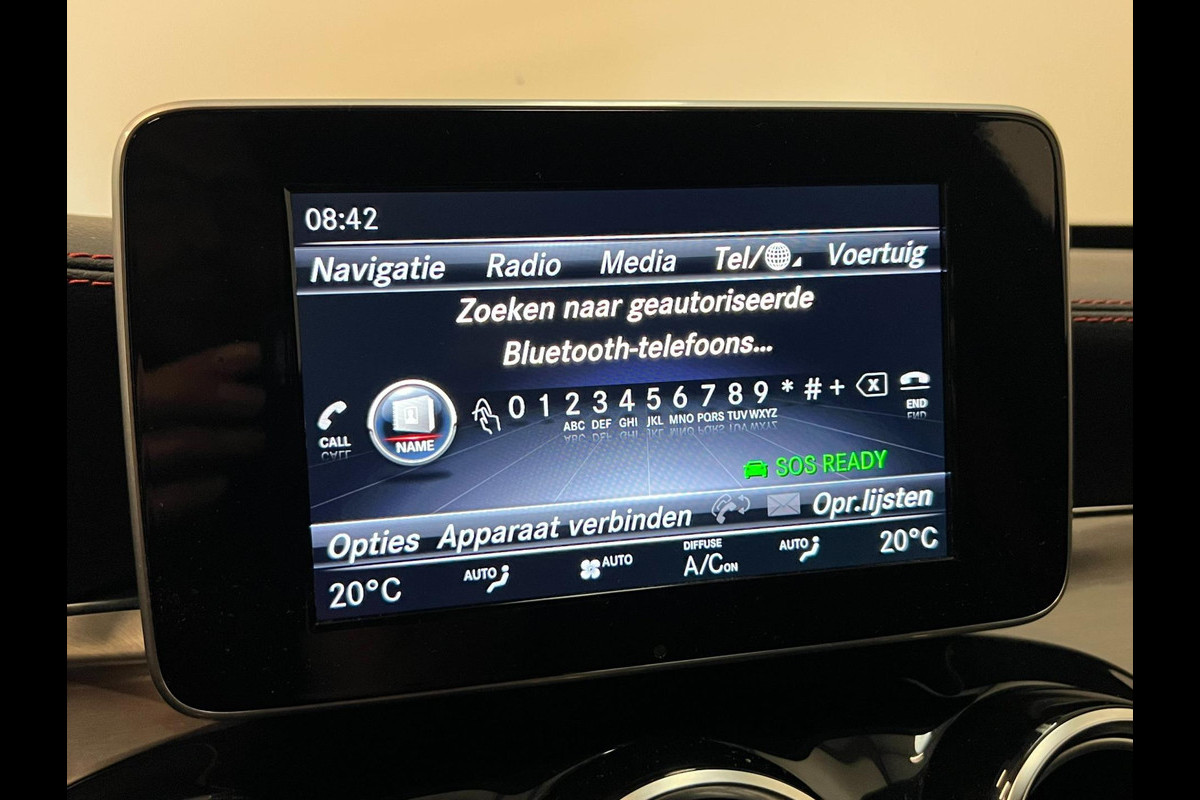 08:42
Navigatie Radio Media Tel/ Voertuig
Zoeken naar geautoriseerde
Bluetooth-telefoons...
CALL NAME 0 1 2 3 4 5 6 7 8 9 * # + X END
ABC DEF GHI JKL MNO PQRS TUV WXYZ
SOS READY
Opties Apparaat verbinden Opr.lijsten
20°C AUTO AUTO DIFFUSE A/C ON AUTO 20°C